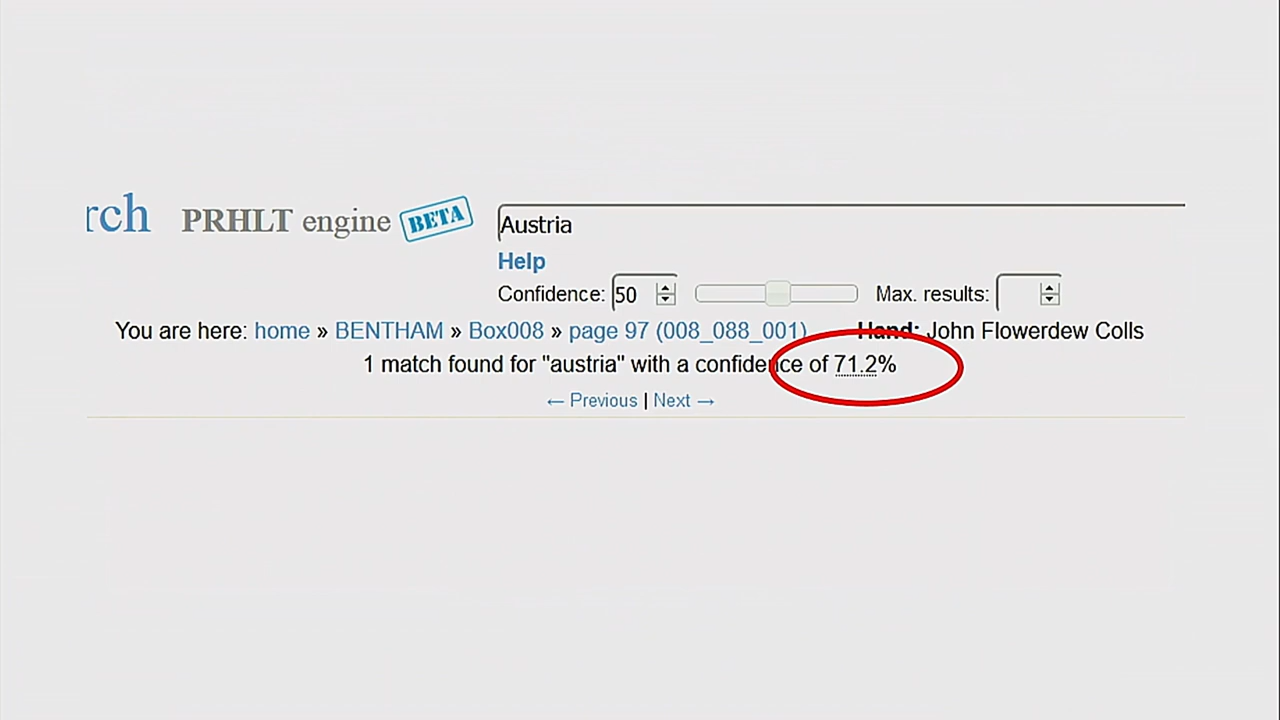 rch PRHLT engine BETA Austria
Help
Confidence: 50 Max. results:
You are here: home » BENTHAM » Box008 » page 97 (008_088_001) Hand: John Flowerdew Colls
1 match found for "austria" with a confidence of 71.2%
← Previous | Next →